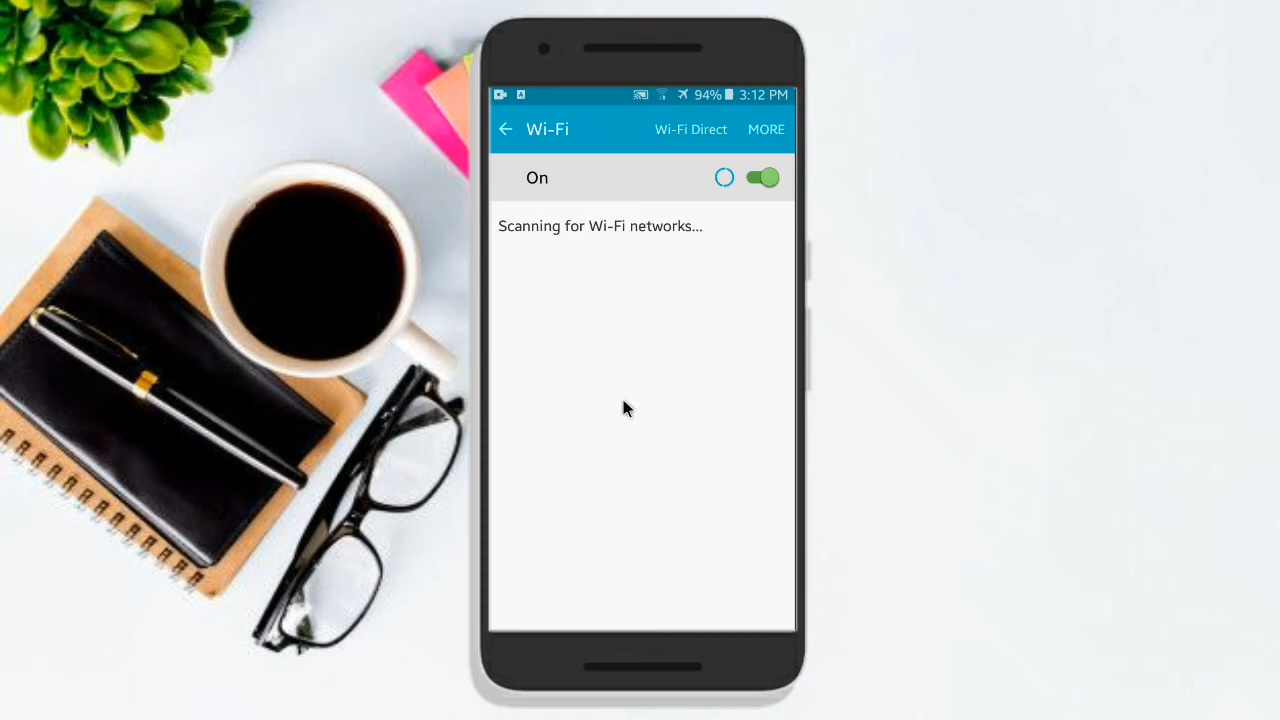 94% 3:12 PM
Wi-Fi Wi-Fi Direct MORE
On
Scanning for Wi-Fi networks...